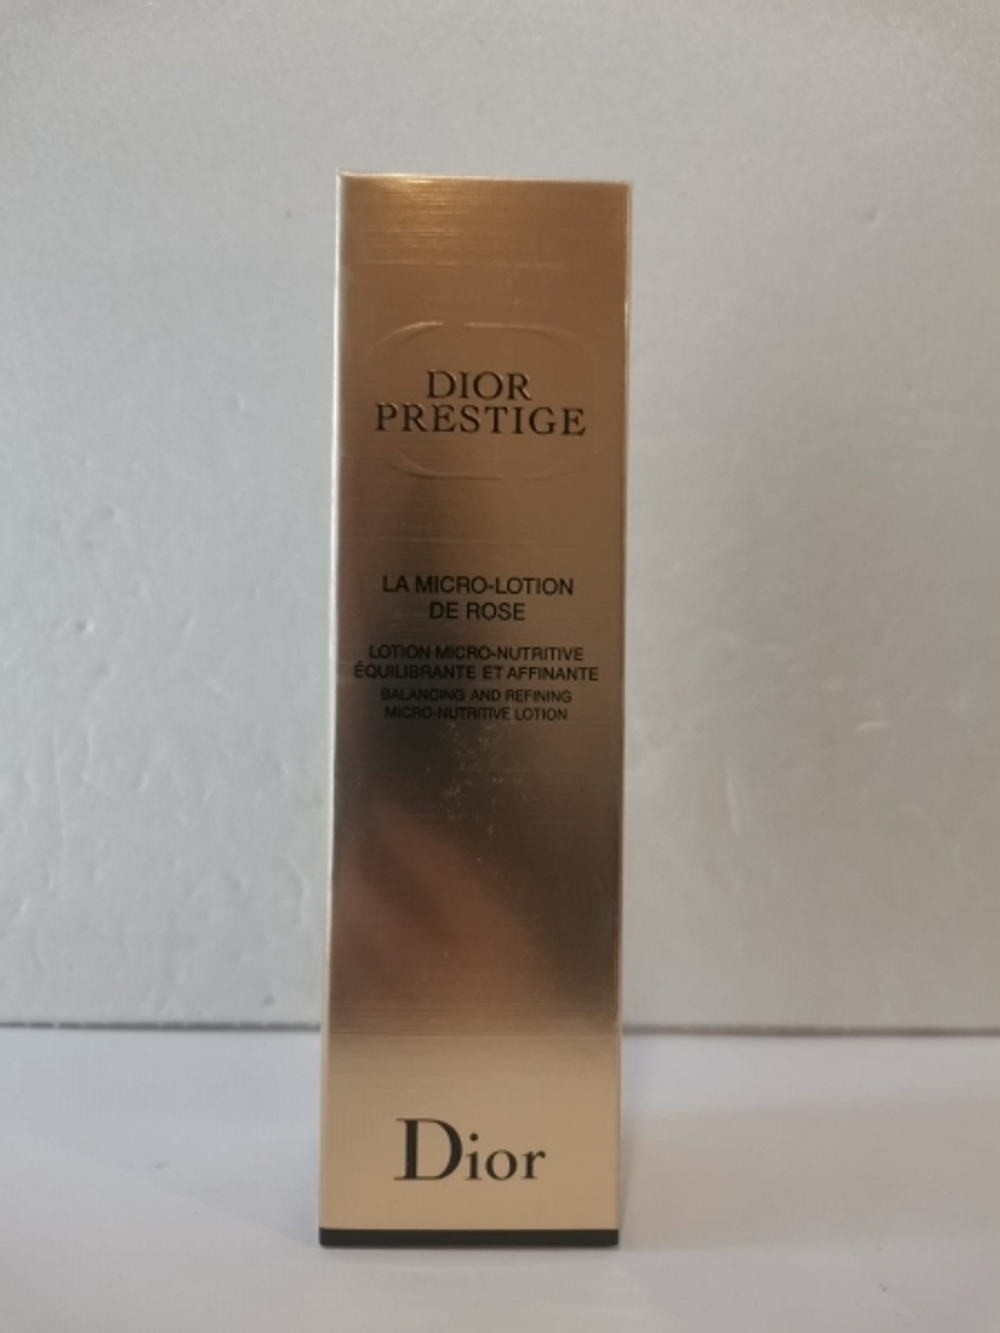 DIOR
PRESTIGE
LA MICRO-LOTION
DE ROSE
LOTION MICRO-NUTRITIVE
ÉQUILIBRANTE ET AFFINANTE
BALANCING AND REFINING
MICRO-NUTRITIVE LOTION
Dior